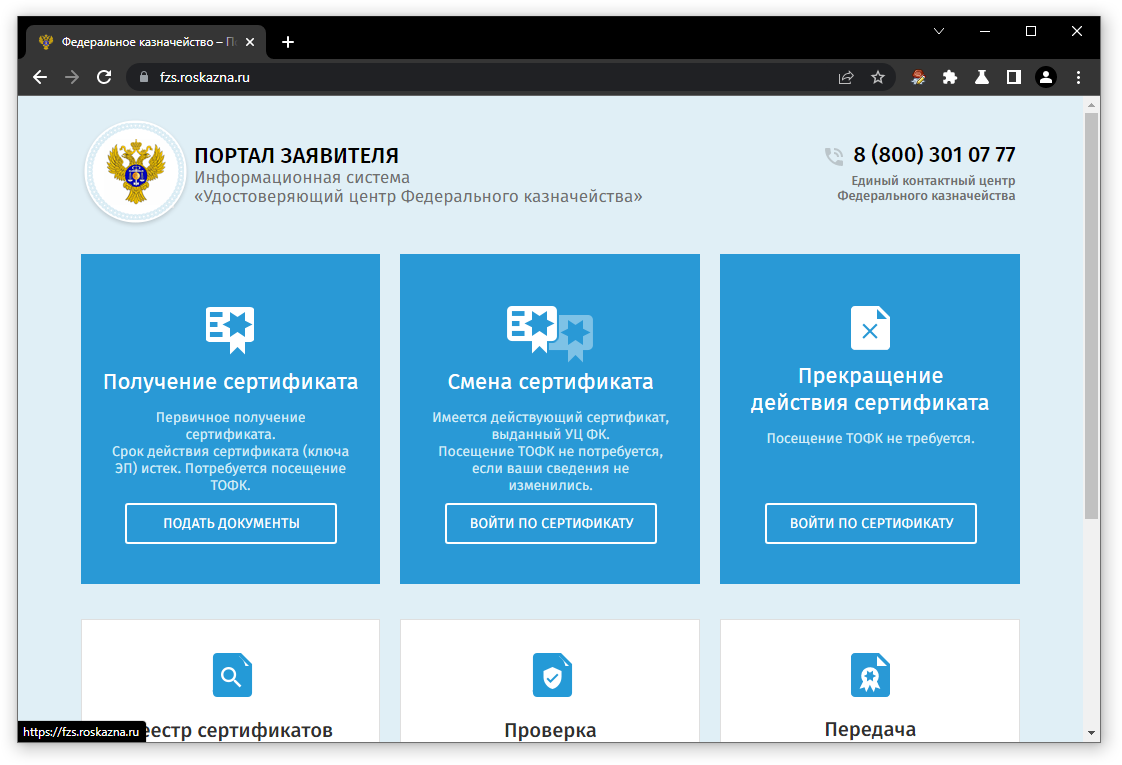 Федеральное казначейство – П
fzs.roskazna.ru
ПОРТАЛ ЗАЯВИТЕЛЯ
Информационная система
«Удостоверяющий центр Федерального казначейства»
8 (800) 301 07 77
Единый контактный центр
Федерального казначейства
Получение сертификата
Первичное получение
сертификата.
Срок действия сертификата (ключа
ЭП) истек. Потребуется посещение
ТОФК.
ПОДАТЬ ДОКУМЕНТЫ
Смена сертификата
Имеется действующий сертификат,
выданный УЦ ФК.
Посещение ТОФК не потребуется,
если ваши сведения не
изменились.
ВОЙТИ ПО СЕРТИФИКАТУ
Прекращение
действия сертификата
Посещение ТОФК не требуется.
ВОЙТИ ПО СЕРТИФИКАТУ
еестр сертификатов
Проверка
Передача
https://fzs.roskazna.ru